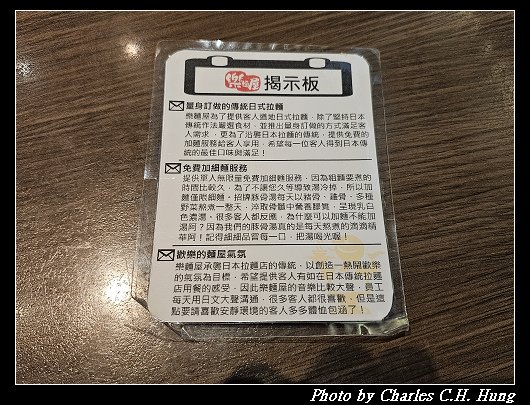 樂麵屋 揭示板
量身訂做的傳統日式拉麵
樂麵屋為了提供客人道地日式拉麵，除了堅持日本
傳統作法嚴選食材，並推出量身訂做的方式滿足客
人需求，更為了沿襲日本拉麵的傳統，提供免費的
加麵服務給客人享用，希望每一位客人得到日本傳
統的最佳口味與滿足！
免費加細麵服務
提供單人無限量免費加細麵服務，因為粗麵要煮的
時間比較久，為了不讓您久等導致湯冷掉，所以加
麵僅限細麵，招牌豚骨湯每天以豬骨、雞骨、多種
野菜熬煮一整天，淬取骨髓中營養膠質，呈現乳白
色濃湯，很多客人都反應，為什麼可以加麵不能加
湯阿？因為我們的豚骨湯真的是每天熬煮的滴滴精
華阿！記得細細品嘗每一口，把湯喝光喔！
歡樂的麵屋氣氛
樂麵屋承襲日本拉麵店的傳統，以創造一熱鬧歡樂
的氣氛為目標，希望提供客人有如在日本傳統拉麵
店用餐的感受，因此樂麵屋的音樂比較大聲，員工
每天用日文大聲溝通，很多客人都很喜歡，但是這
點要請喜歡安靜環境的客人多多體恤包涵了！
Photo by Charles C.H. Hung